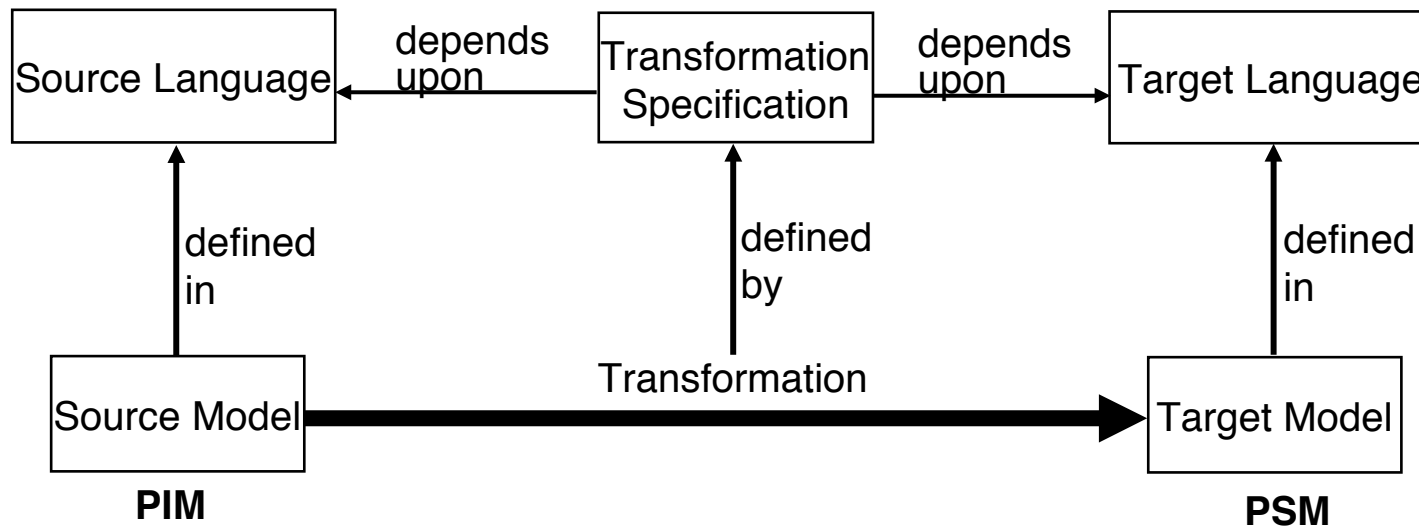 depends
upon
depends
upon
Source Language
Transformation
Specification
Target Language
defined
in
defined
by
defined
in
Transformation
Source Model
Target Model
PIM
PSM